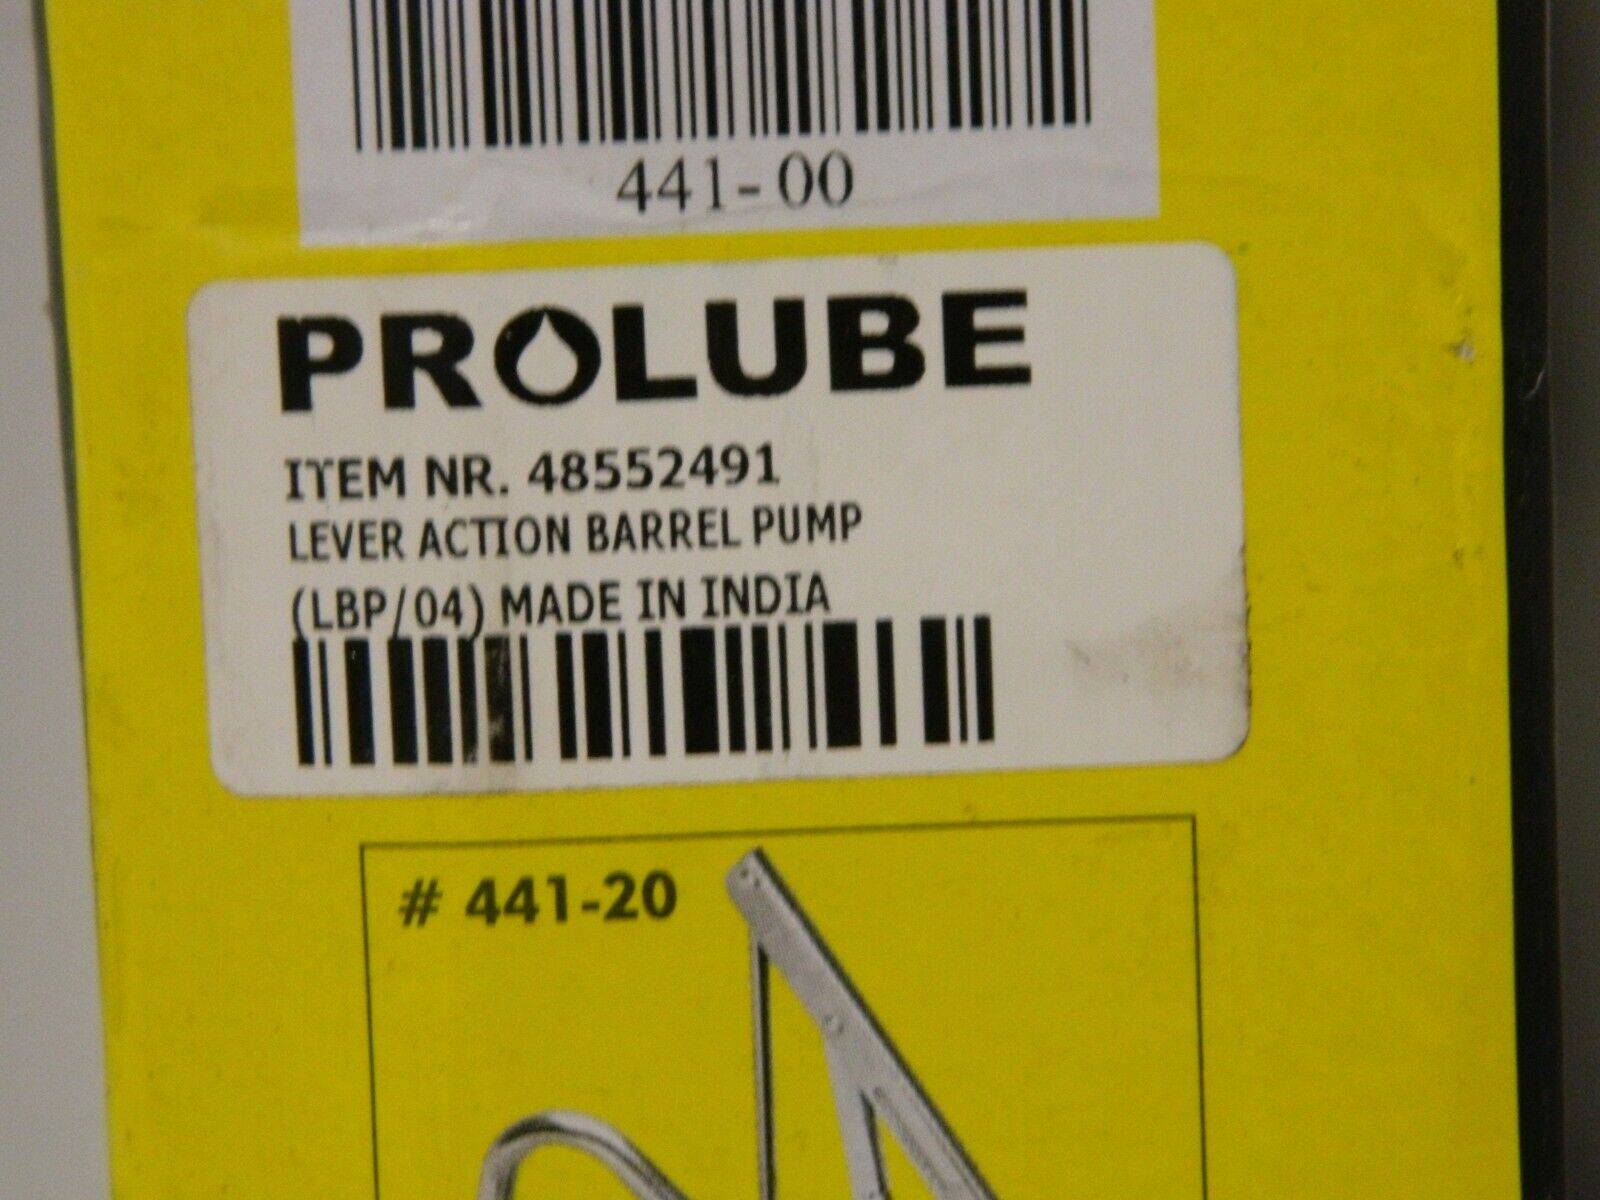 441-00
PROLUBE
ITEM NR. 48552491
LEVER ACTION BARREL PUMP
(LBP/04) MADE IN INDIA
# 441-20